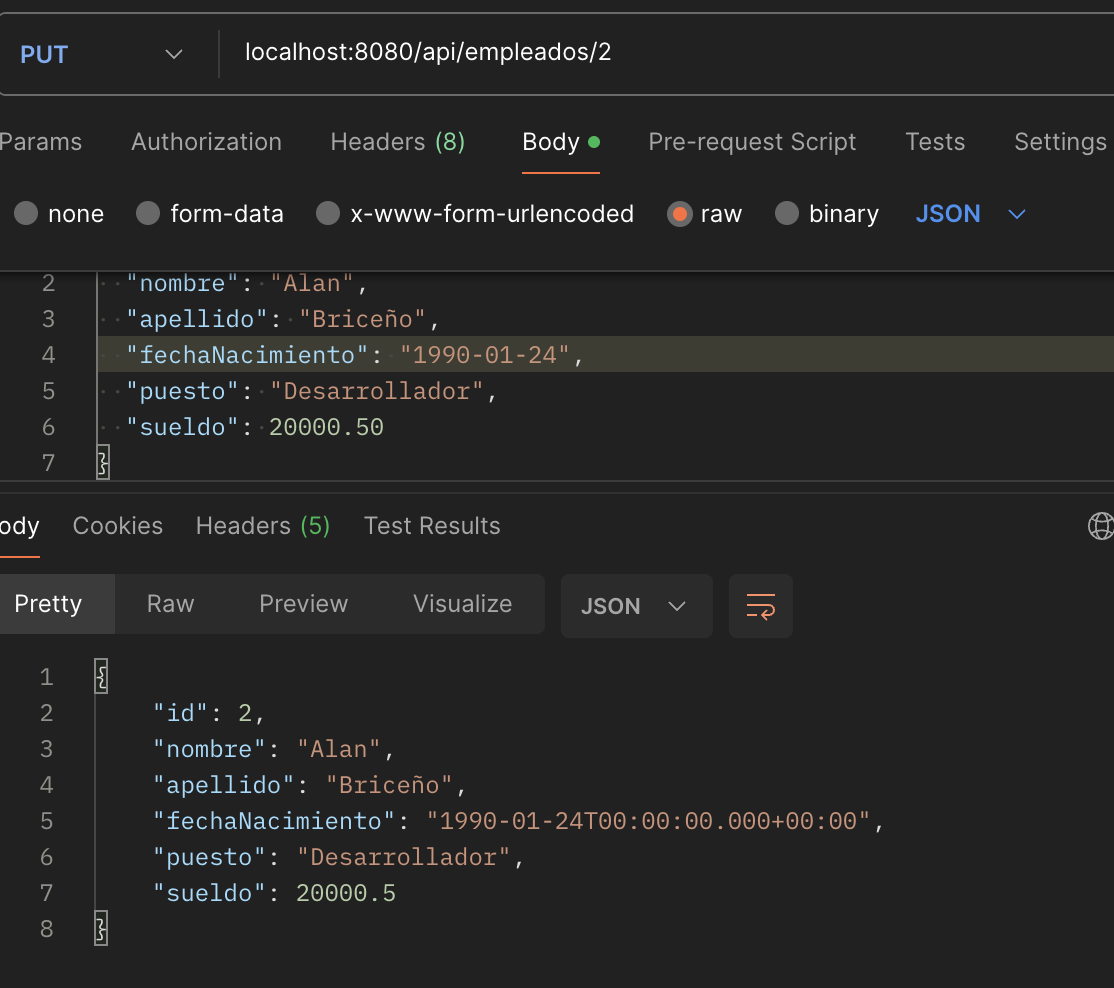 PUT localhost:8080/api/empleados/2
Params Authorization Headers (8) Body Pre-request Script Tests Settings
none form-data x-www-form-urlencoded raw binary JSON
2 "nombre": "Alan",
3 "apellido": "Briceño",
4 "fechaNacimiento": "1990-01-24",
5 "puesto": "Desarrollador",
6 "sueldo": 20000.50
7 }
ody Cookies Headers (5) Test Results
Pretty Raw Preview Visualize JSON
1 {
2 "id": 2,
3 "nombre": "Alan",
4 "apellido": "Briceño",
5 "fechaNacimiento": "1990-01-24T00:00:00.000+00:00",
6 "puesto": "Desarrollador",
7 "sueldo": 20000.5
8 }